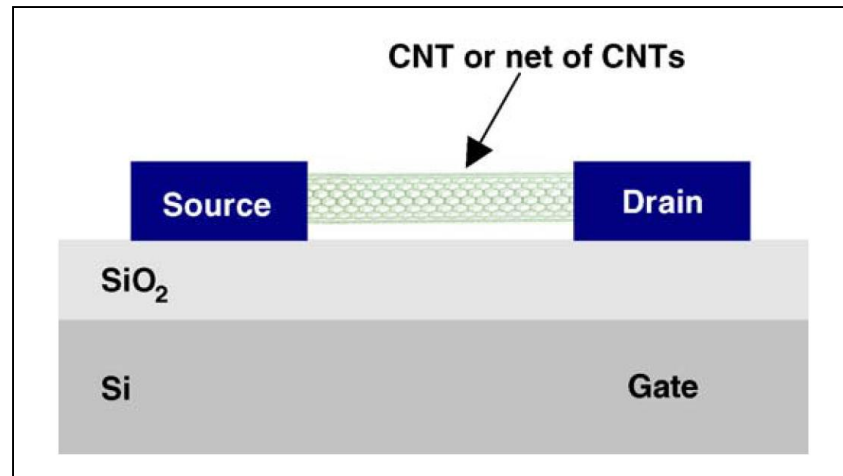 CNT or net of CNTs
Source
Drain
SiO₂
Si
Gate